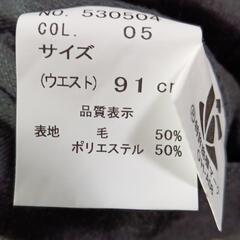 NO. 530504
COL. 05
サイズ
(ウエスト) 91 cm
品質表示
表地 毛 50%
ポリエステル 50%